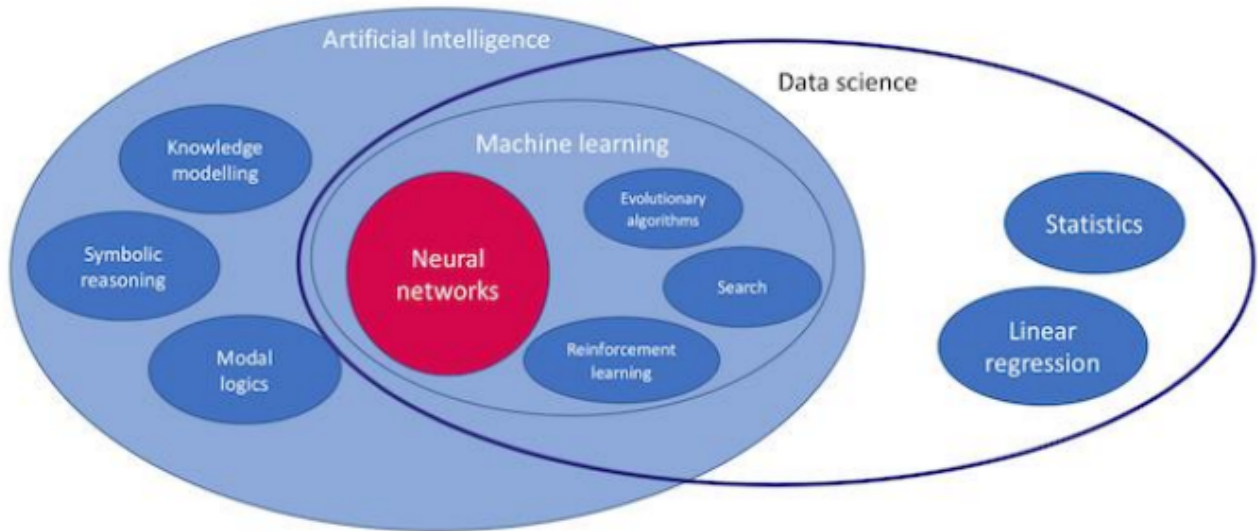 Artificial Intelligence
Data science
Knowledge
modelling
Machine learning
Evolutionary
algorithms
Statistics
Symbolic
reasoning
Neural
networks
Search
Linear
regression
Modal
logics
Reinforcement
learning